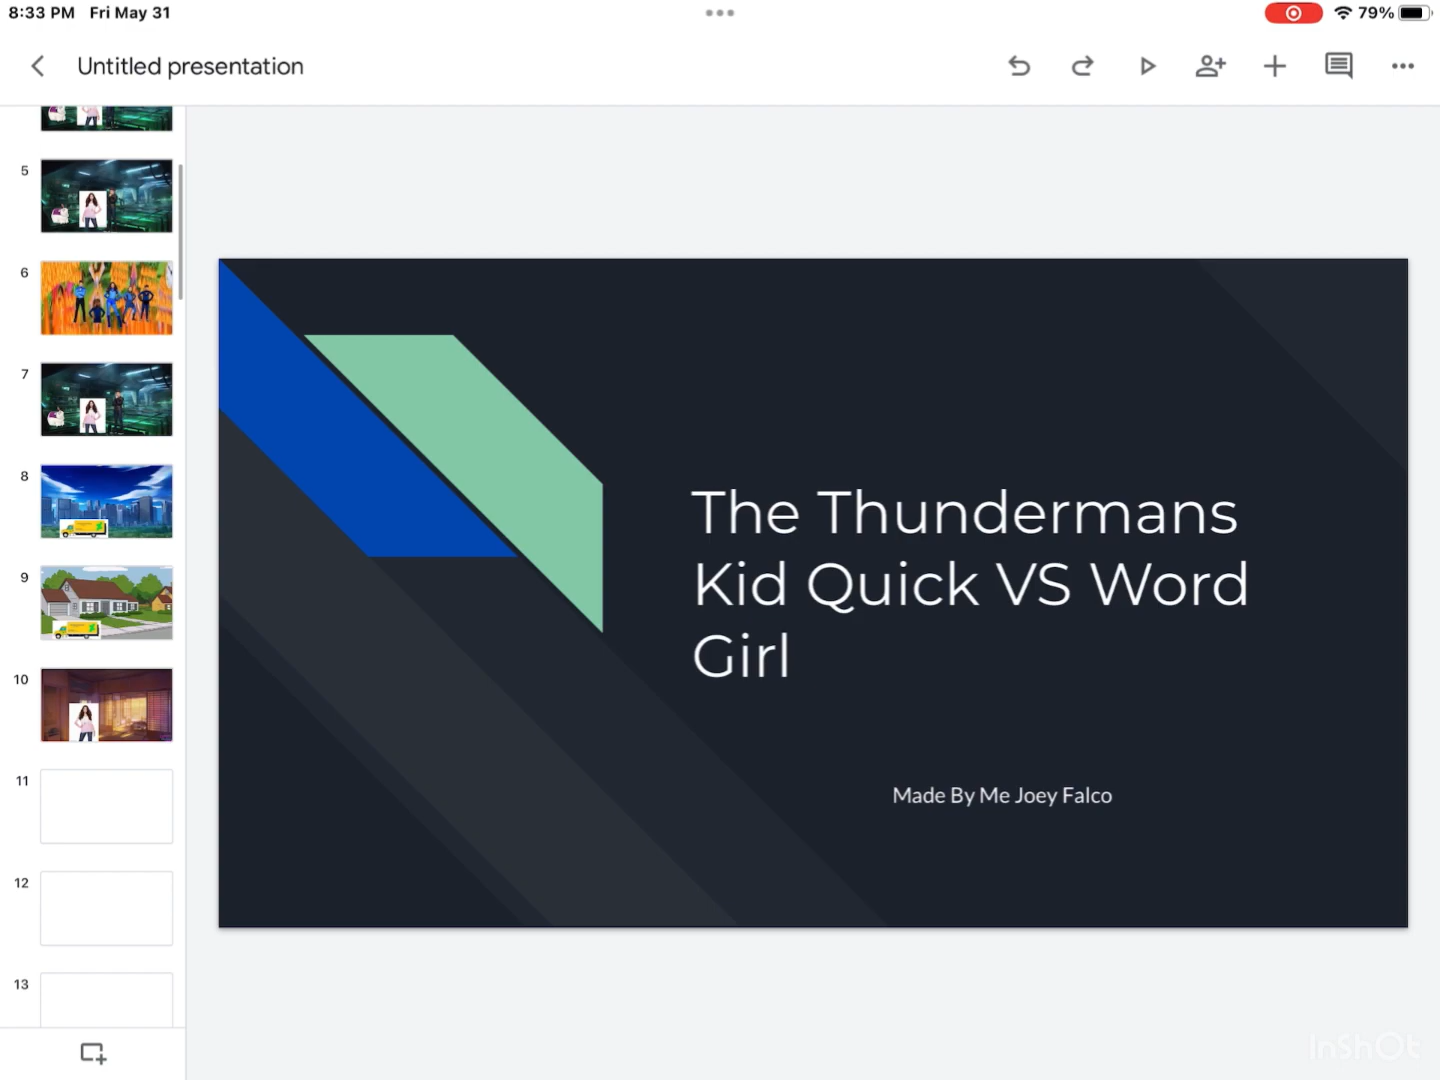 8:33 PM Fri May 31
79%
Untitled presentation
5
6
7
8
9
10
11
12
13
The Thundermans
Kid Quick VS Word
Girl
Made By Me Joey Falco
InShOt